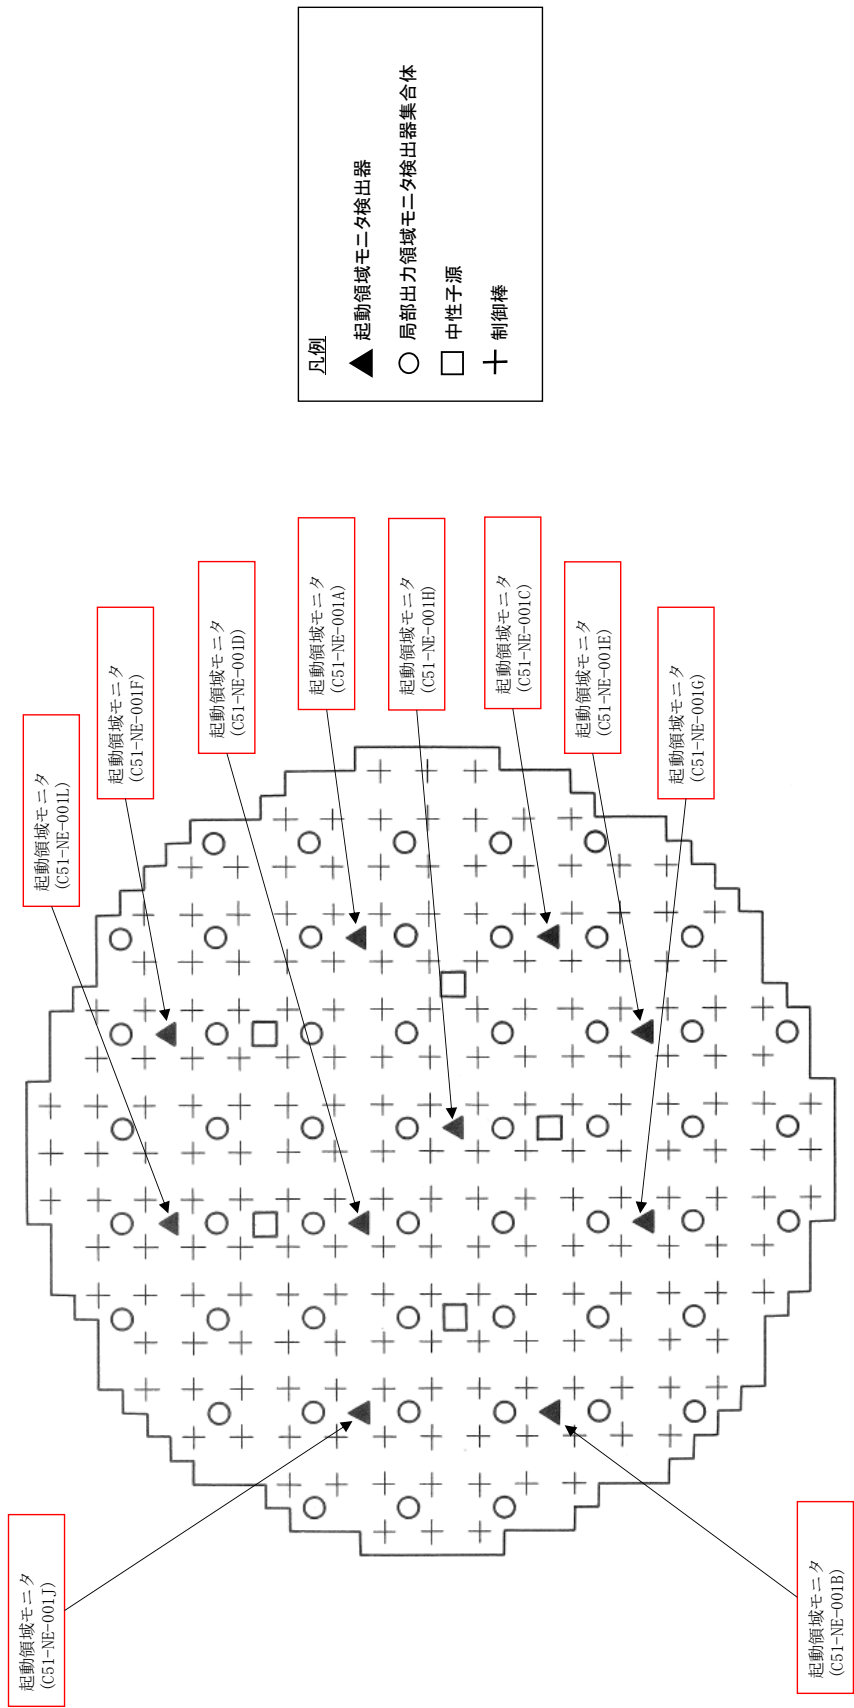 起動領域モニタ
(C51-NE-001J)
起動領域モニタ
(C51-NE-001B)
起動領域モニタ
(C51-NE-001L)
起動領域モニタ
(C51-NE-001F)
起動領域モニタ
(C51-NE-001D)
起動領域モニタ
(C51-NE-001A)
起動領域モニタ
(C51-NE-001H)
起動領域モニタ
(C51-NE-001C)
起動領域モニタ
(C51-NE-001E)
起動領域モニタ
(C51-NE-001G)
凡例
起動領域モニタ検出器
局部出力領域モニタ検出器集合体
中性子源
制御棒